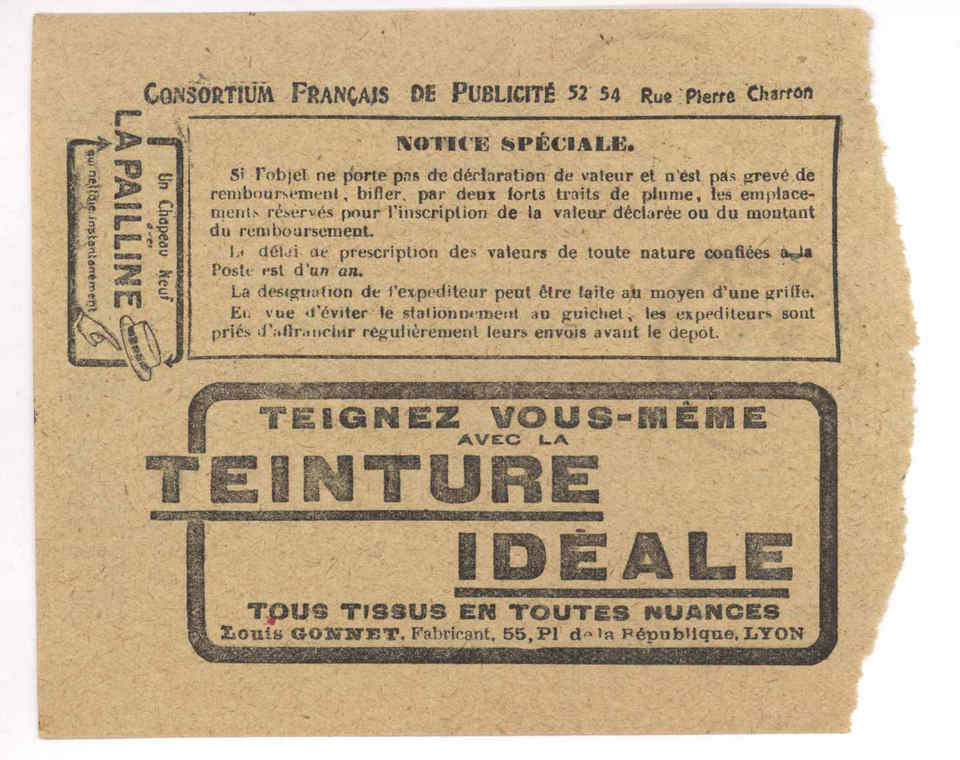 CONSORTIUM FRANÇAIS DE PUBLICITÉ 52 54 Rue Pierre Charron
Un Chapeau Neuf
avec
LA PAILLINE
qui nettoie instantanément
NOTICE SPÉCIALE.
Si l'objet ne porte pas de déclaration de valeur et n'est pas grevé de
remboursement, biffer, par deux forts traits de plume, les emplace-
ments réservés pour l'inscription de la valeur déclarée ou du montant
du remboursement.
Le délai de prescription des valeurs de toute nature confiées à la
Poste est d'un an.
La designation de l'expediteur peut être faite au moyen d'une griffe.
En vue d'éviter le stationnement au guichet, les expediteurs sont
priés d'affranchir régulièrement leurs envois avant le depôt.
TEIGNEZ VOUS-MÊME
AVEC LA
TEINTURE
IDÉALE
TOUS TISSUS EN TOUTES NUANCES
Louis GONNET, Fabricant, 55, Pl de la République, LYON